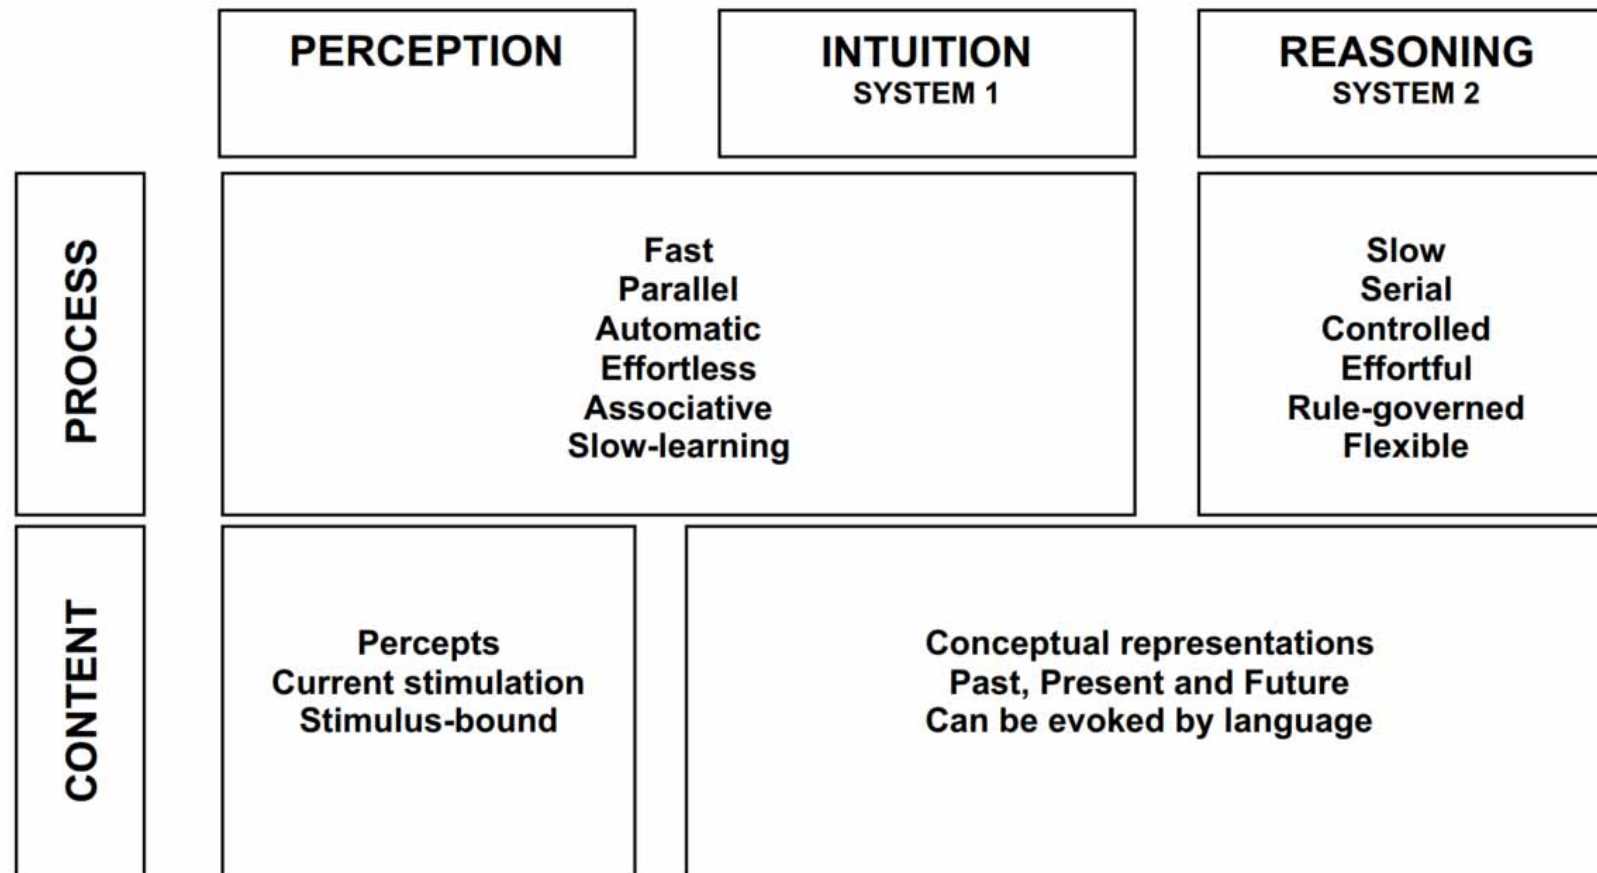 PERCEPTION
INTUITION
SYSTEM 1
REASONING
SYSTEM 2
PROCESS
Fast
Parallel
Automatic
Effortless
Associative
Slow-learning
Slow
Serial
Controlled
Effortful
Rule-governed
Flexible
CONTENT
Percepts
Current stimulation
Stimulus-bound
Conceptual representations
Past, Present and Future
Can be evoked by language